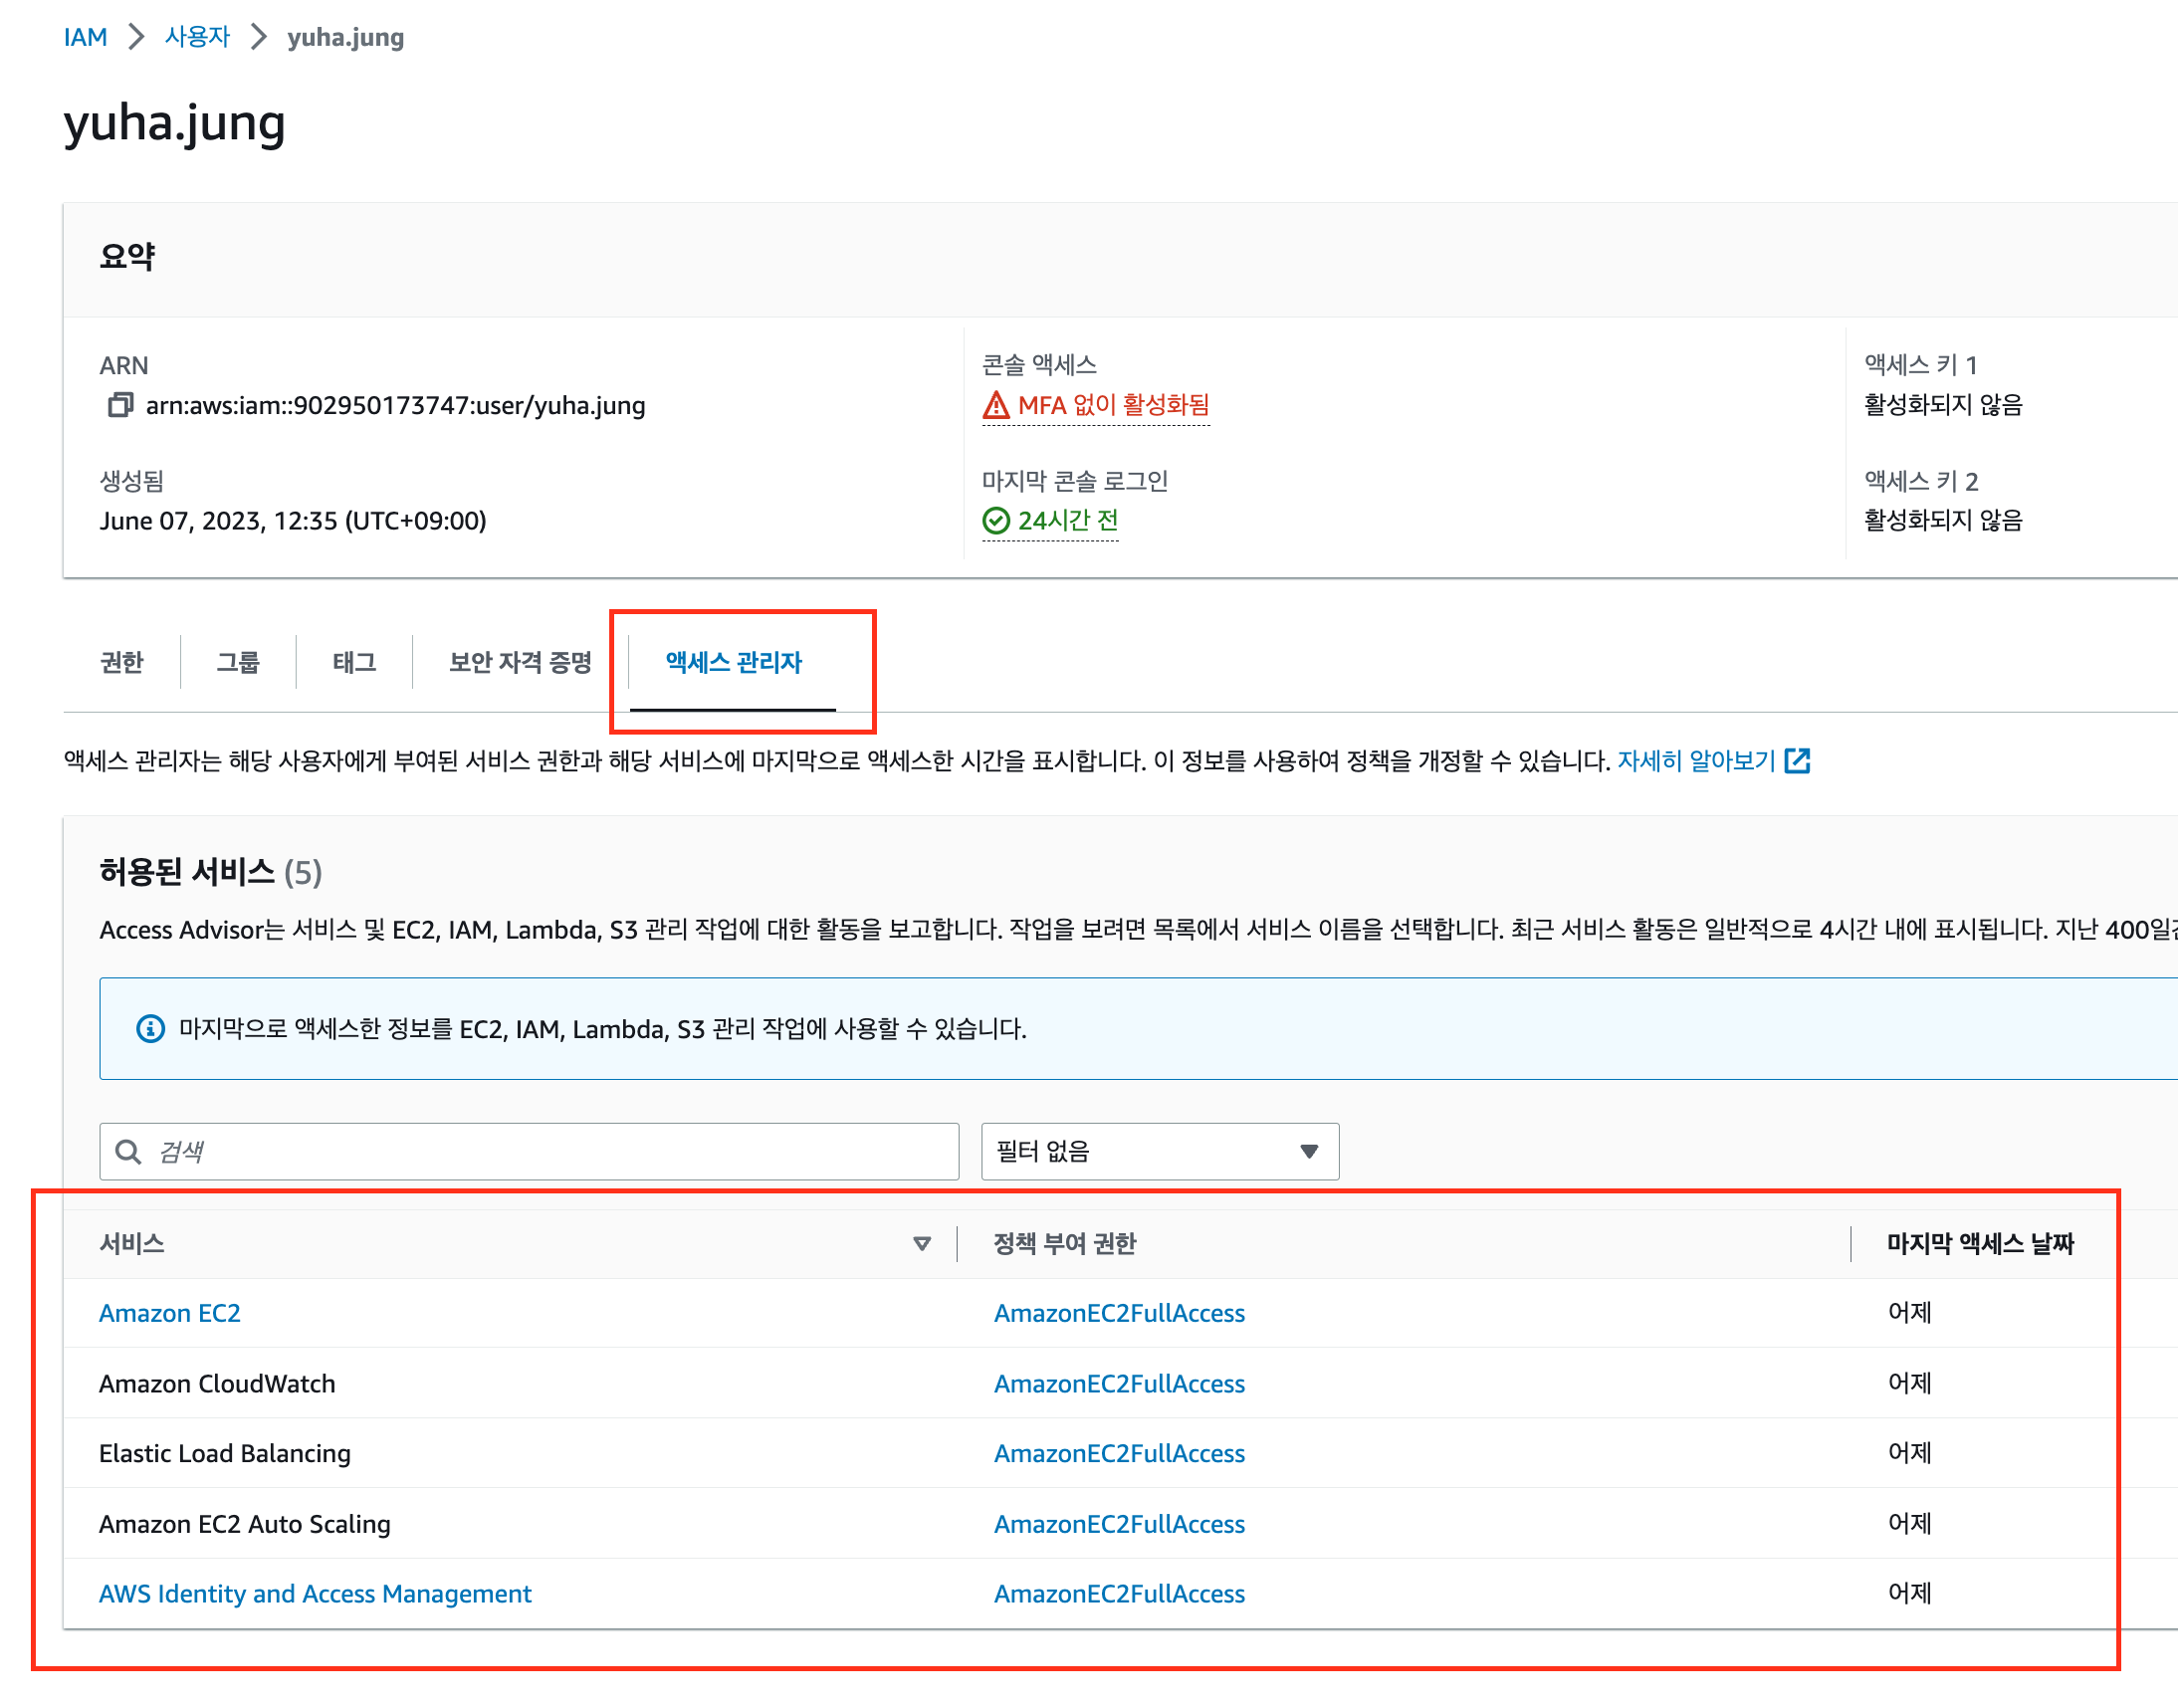 IAM > 사용자 > yuha.jung
yuha.jung
요약
ARN
arn:aws:iam::902950173747:user/yuha.jung
콘솔 액세스
MFA 없이 활성화됨
액세스 키 1
활성화되지 않음
생성됨
June 07, 2023, 12:35 (UTC+09:00)
마지막 콘솔 로그인
24시간 전
액세스 키 2
활성화되지 않음
권한 그룹 태그 보안 자격 증명 액세스 관리자
액세스 관리자는 해당 사용자에게 부여된 서비스 권한과 해당 서비스에 마지막으로 액세스한 시간을 표시합니다. 이 정보를 사용하여 정책을 개정할 수 있습니다. 자세히 알아보기
허용된 서비스 (5)
Access Advisor는 서비스 및 EC2, IAM, Lambda, S3 관리 작업에 대한 활동을 보고합니다. 작업을 보려면 목록에서 서비스 이름을 선택합니다. 최근 서비스 활동은 일반적으로 4시간 내에 표시됩니다. 지난 400일
마지막으로 액세스한 정보를 EC2, IAM, Lambda, S3 관리 작업에 사용할 수 있습니다.
검색 필터 없음
서비스 정책 부여 권한 마지막 액세스 날짜
Amazon EC2 AmazonEC2FullAccess 어제
Amazon CloudWatch AmazonEC2FullAccess 어제
Elastic Load Balancing AmazonEC2FullAccess 어제
Amazon EC2 Auto Scaling AmazonEC2FullAccess 어제
AWS Identity and Access Management AmazonEC2FullAccess 어제